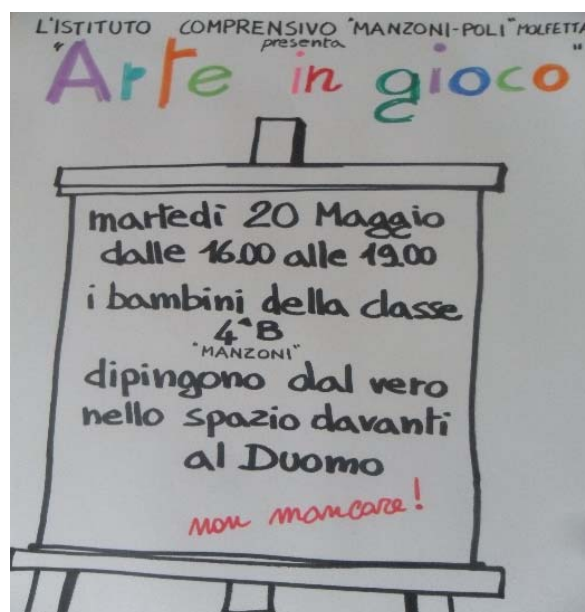 L'ISTITUTO COMPRENSIVO "MANZONI-POLI" MOLFETTA
presenta
"Arte in gioco"
martedì 20 Maggio
dalle 16.00 alle 19.00
i bambini della classe
4^B
"MANZONI"
dipingono dal vero
nello spazio davanti
al Duomo
non mancare!